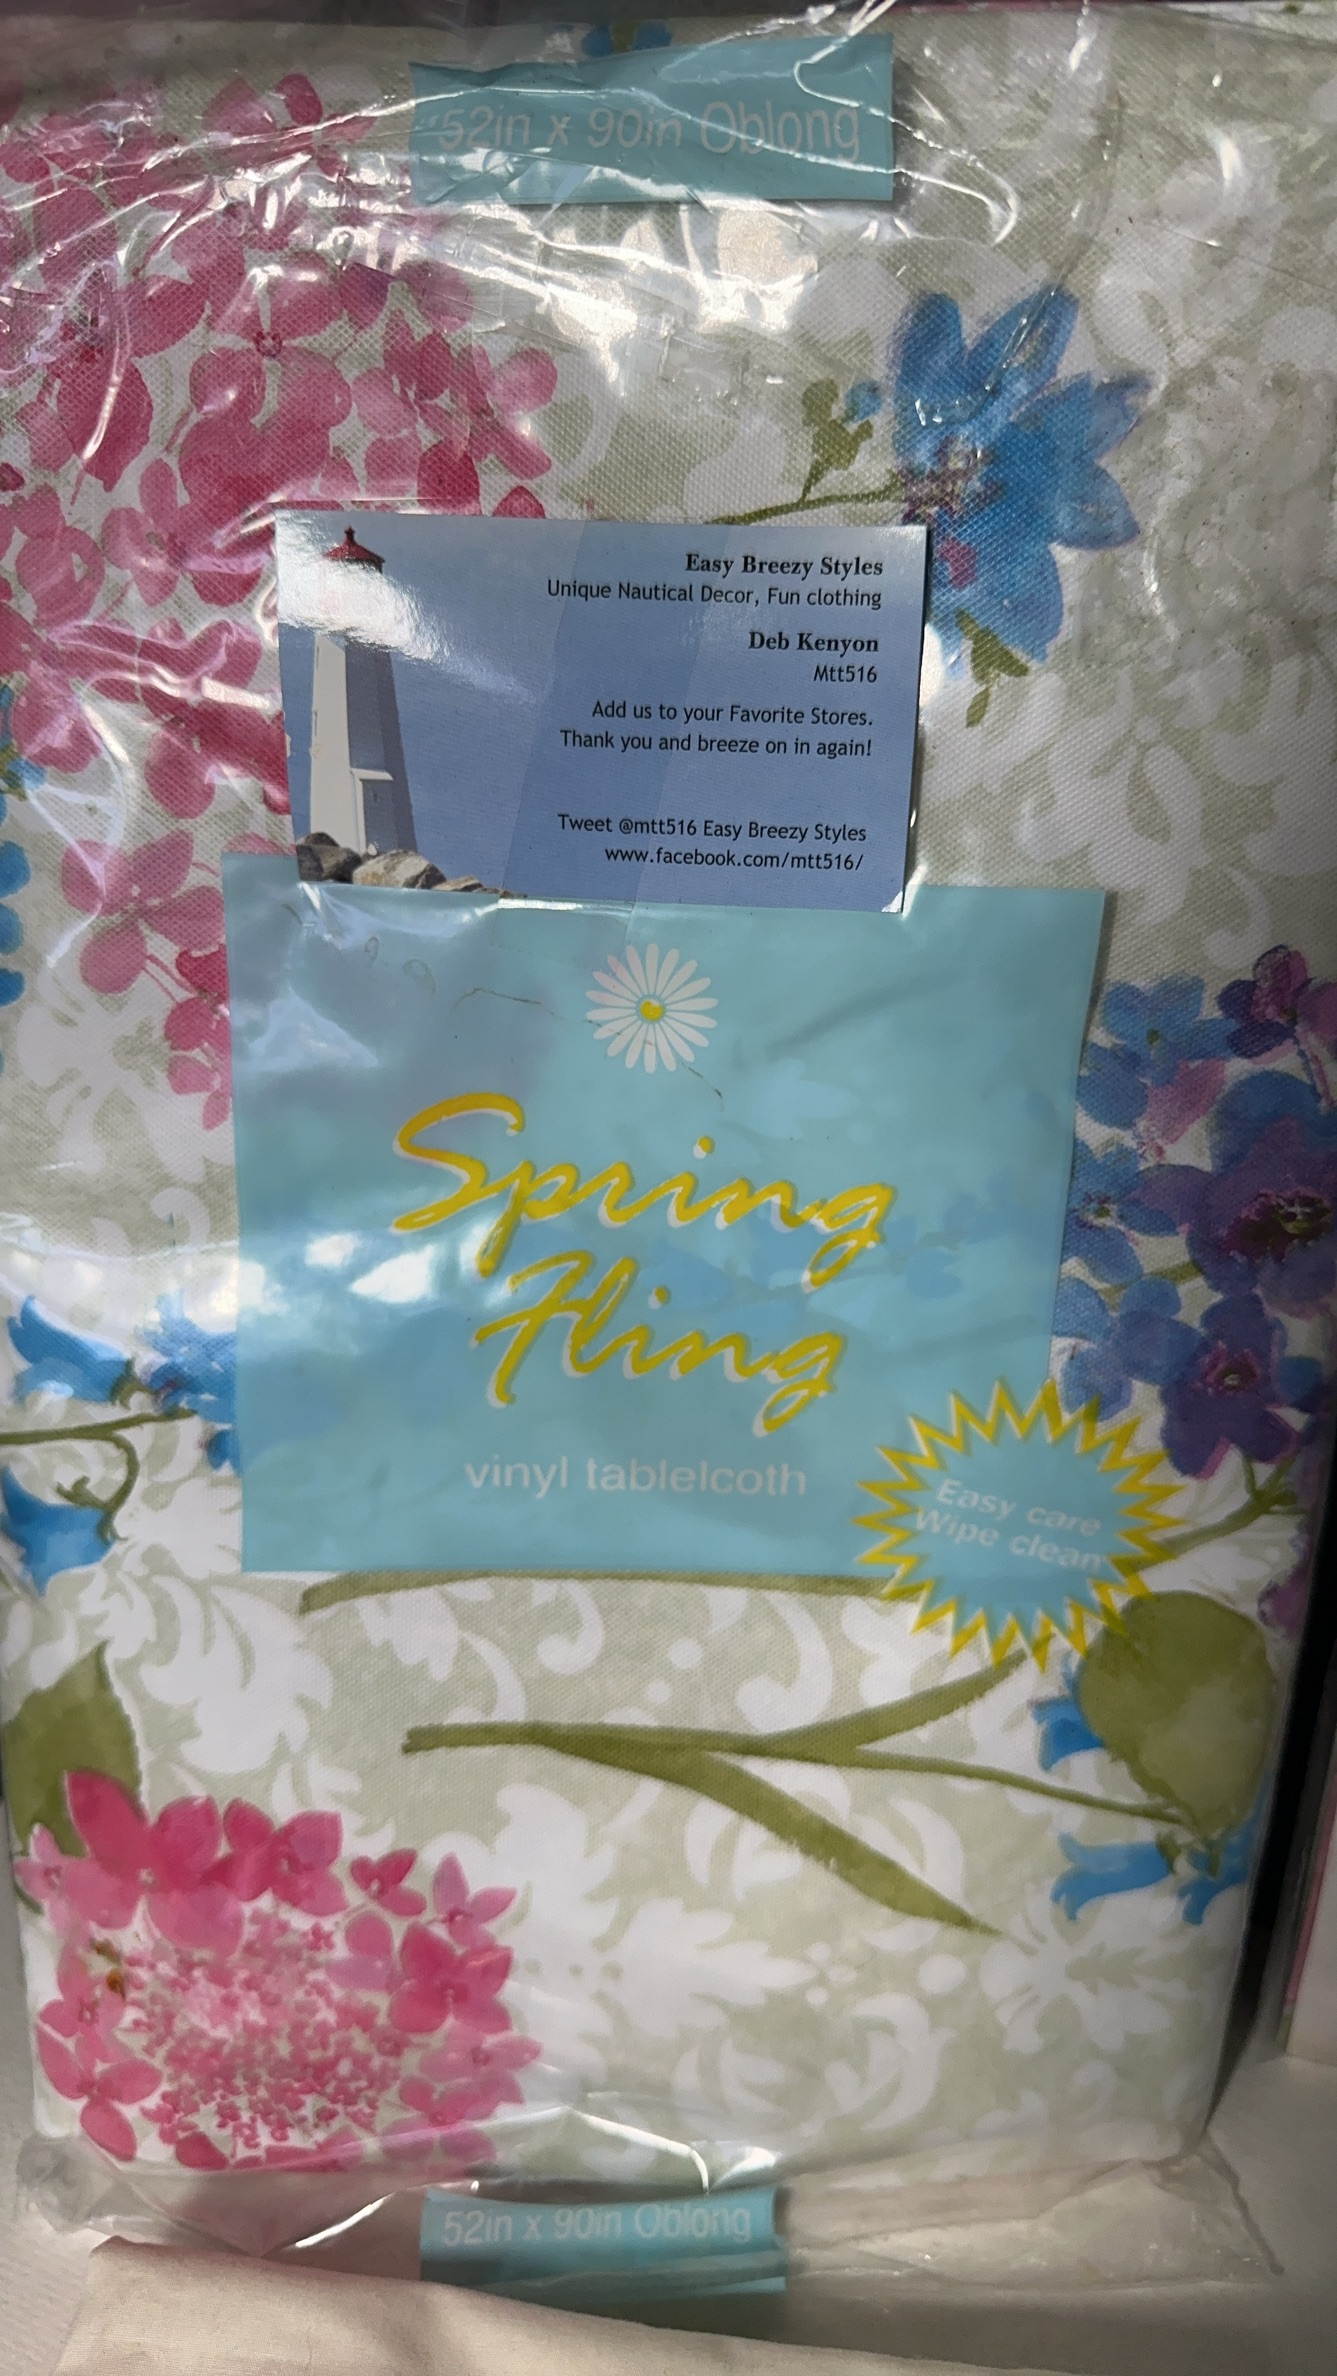 52in x 90in Oblong
Easy Breezy Styles
Unique Nautical Decor, Fun clothing
Deb Kenyon
Mtt516
Add us to your Favorite Stores.
Thank you and breeze on in again!
Tweet @mtt516 Easy Breezy Styles
www.facebook.com/mtt516/
Spring
Fling
vinyl tablelcoth
Easy care
Wipe clean
52in x 90in Oblong